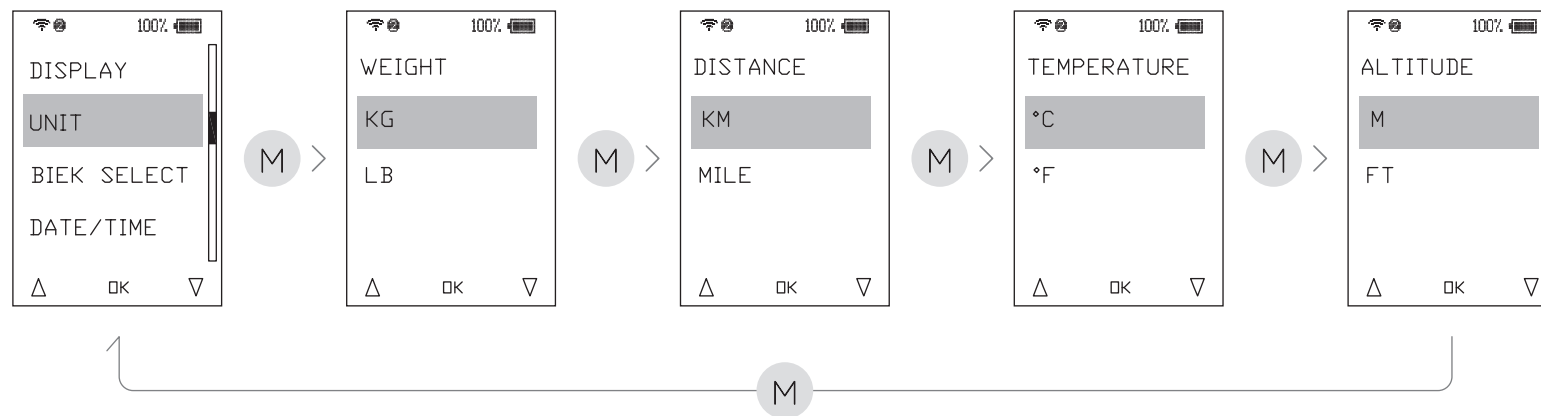 100%
DISPLAY
UNIT
BIEK SELECT
DATE/TIME
OK
M
100%
WEIGHT
KG
LB
OK
M
100%
DISTANCE
KM
MILE
OK
M
100%
TEMPERATURE
°C
°F
OK
M
100%
ALTITUDE
M
FT
OK
M